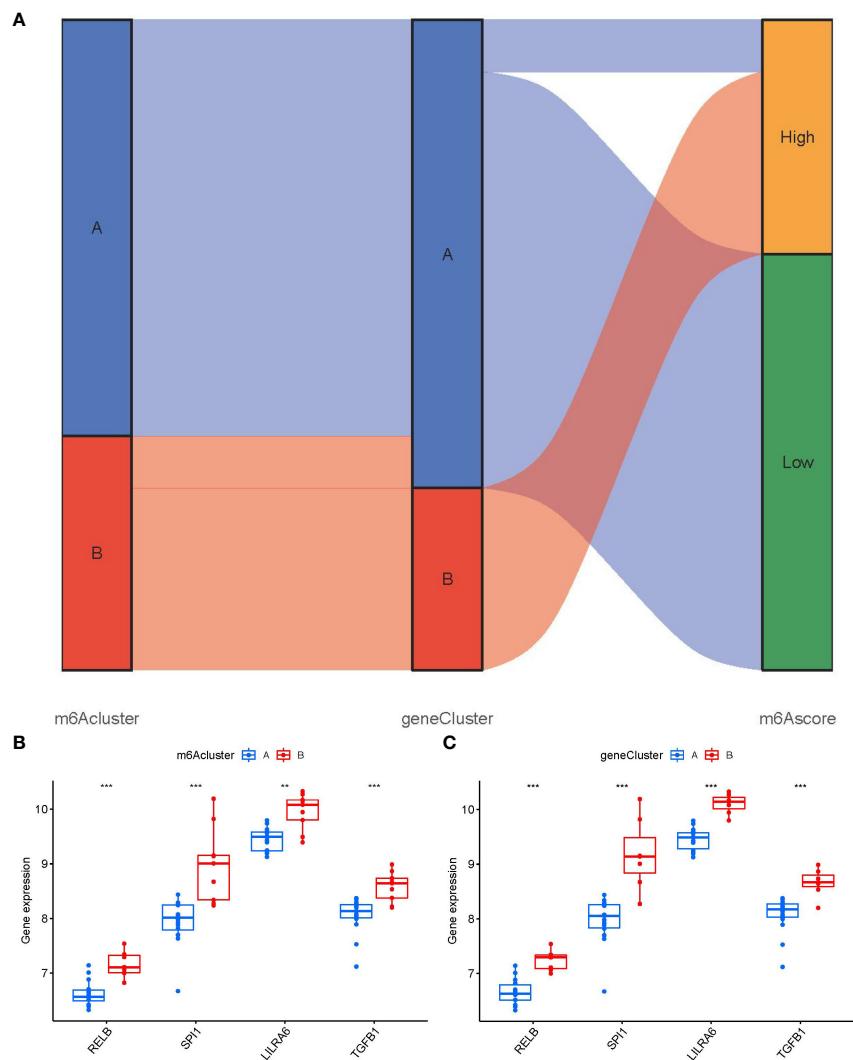 A
A
B
A
B
High
Low
m6Acluster
geneCluster
m6Ascore
B
m6Acluster A B
*** *** ** ***
Gene expression
10
9
8
7
RELB
SPI1
LILRA6
TGFB1
C
geneCluster A B
*** *** *** ***
Gene expression
10
9
8
7
RELB
SPI1
LILRA6
TGFB1